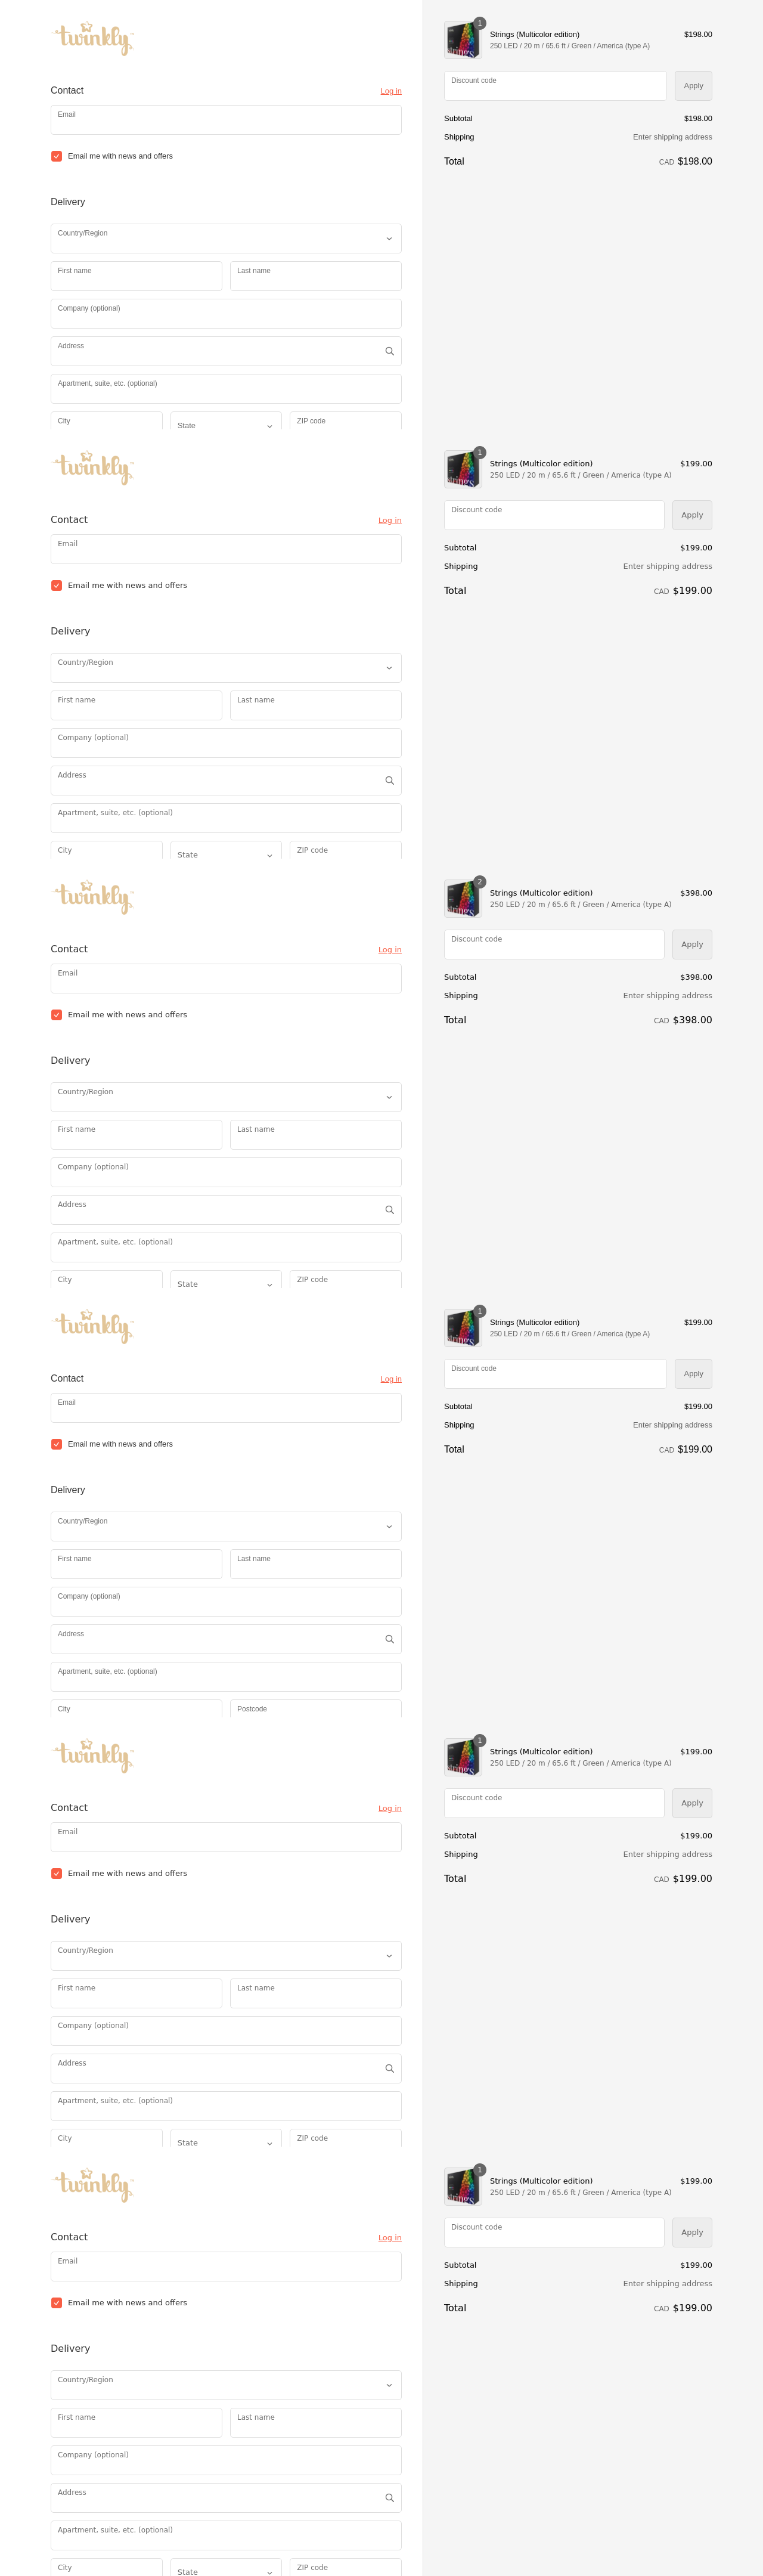 twinkly
Contact
Log in
Email
Email me with news and offers
Delivery
Country/Region
First name
Last name
Company (optional)
Address
Apartment, suite, etc. (optional)
City
State
ZIP code
1
Strings (Multicolor edition)
$198.00
250 LED / 20 m / 65.6 ft / Green / America (type A)
Discount code
Apply
Subtotal
$198.00
Shipping
Enter shipping address
Total
CAD $198.00
twinkly
Contact
Log in
Email
Email me with news and offers
Delivery
Country/Region
First name
Last name
Company (optional)
Address
Apartment, suite, etc. (optional)
City
State
ZIP code
1
Strings (Multicolor edition)
$199.00
250 LED / 20 m / 65.6 ft / Green / America (type A)
Discount code
Apply
Subtotal
$199.00
Shipping
Enter shipping address
Total
CAD $199.00
twinkly
Contact
Log in
Email
Email me with news and offers
Delivery
Country/Region
First name
Last name
Company (optional)
Address
Apartment, suite, etc. (optional)
City
State
ZIP code
2
Strings (Multicolor edition)
$398.00
250 LED / 20 m / 65.6 ft / Green / America (type A)
Discount code
Apply
Subtotal
$398.00
Shipping
Enter shipping address
Total
CAD $398.00
twinkly
Contact
Log in
Email
Email me with news and offers
Delivery
Country/Region
First name
Last name
Company (optional)
Address
Apartment, suite, etc. (optional)
City
Postcode
1
Strings (Multicolor edition)
$199.00
250 LED / 20 m / 65.6 ft / Green / America (type A)
Discount code
Apply
Subtotal
$199.00
Shipping
Enter shipping address
Total
CAD $199.00
twinkly
Contact
Log in
Email
Email me with news and offers
Delivery
Country/Region
First name
Last name
Company (optional)
Address
Apartment, suite, etc. (optional)
City
State
ZIP code
1
Strings (Multicolor edition)
$199.00
250 LED / 20 m / 65.6 ft / Green / America (type A)
Discount code
Apply
Subtotal
$199.00
Shipping
Enter shipping address
Total
CAD $199.00
twinkly
Contact
Log in
Email
Email me with news and offers
Delivery
Country/Region
First name
Last name
Company (optional)
Address
Apartment, suite, etc. (optional)
City
State
ZIP code
1
Strings (Multicolor edition)
$199.00
250 LED / 20 m / 65.6 ft / Green / America (type A)
Discount code
Apply
Subtotal
$199.00
Shipping
Enter shipping address
Total
CAD $199.00